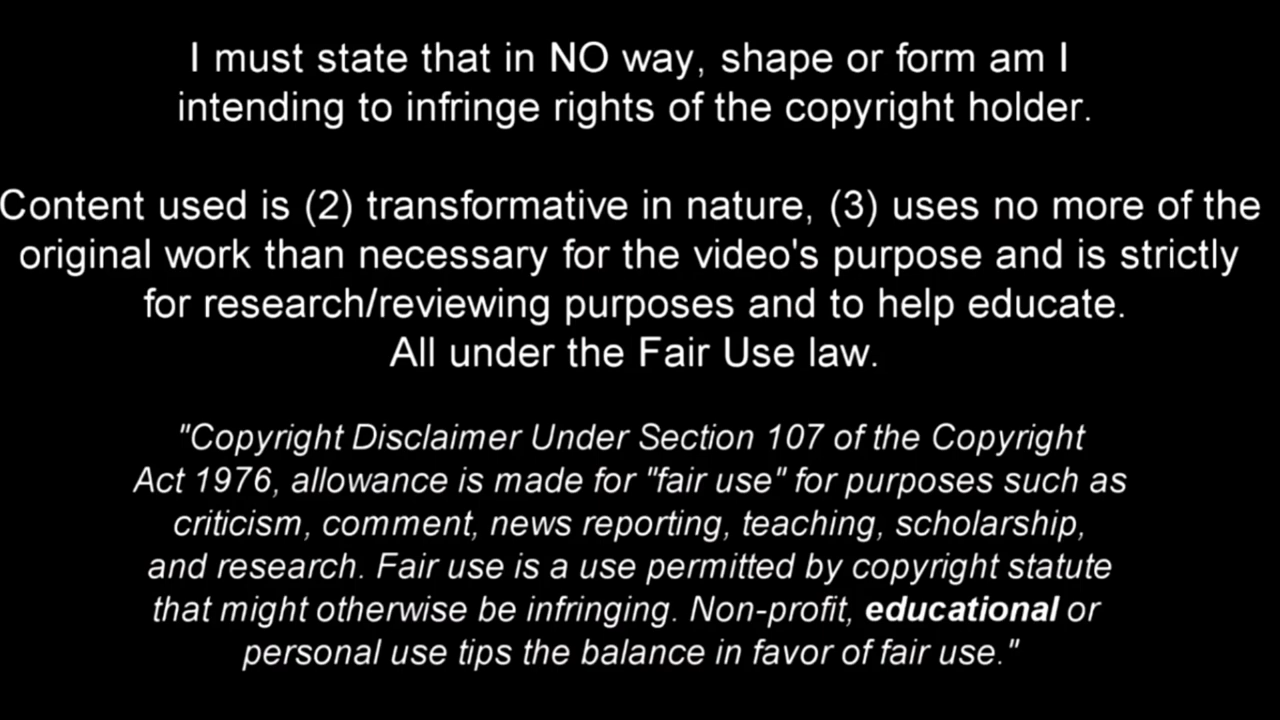 I must state that in NO way, shape or form am I
intending to infringe rights of the copyright holder.
Content used is (2) transformative in nature, (3) uses no more of the
original work than necessary for the video's purpose and is strictly
for research/reviewing purposes and to help educate.
All under the Fair Use law.
"Copyright Disclaimer Under Section 107 of the Copyright
Act 1976, allowance is made for "fair use" for purposes such as
criticism, comment, news reporting, teaching, scholarship,
and research. Fair use is a use permitted by copyright statute
that might otherwise be infringing. Non-profit, educational or
personal use tips the balance in favor of fair use."